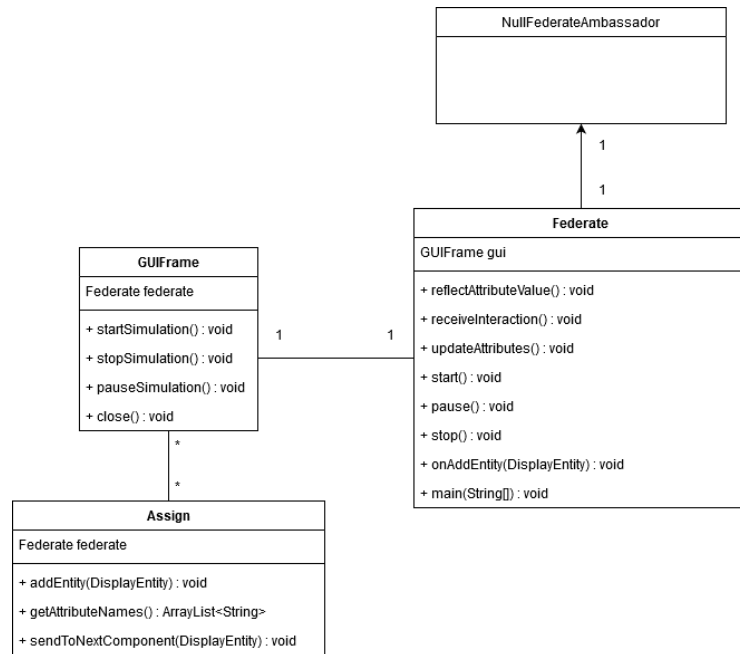 NullFederateAmbassador
1
1
Federate
GUIFrame gui
+ reflectAttributeValue() : void
+ receiveInteraction() : void
+ updateAttributes() : void
+ start() : void
+ pause() : void
+ stop() : void
+ onAddEntity(DisplayEntity) : void
+ main(String[]) : void
GUIFrame
Federate federate
+ startSimulation() : void
+ stopSimulation() : void
+ pauseSimulation() : void
+ close() : void
1
1
*
*
Assign
Federate federate
+ addEntity(DisplayEntity) : void
+ getAttributeNames() : ArrayList<String>
+ sendToNextComponent(DisplayEntity) : void